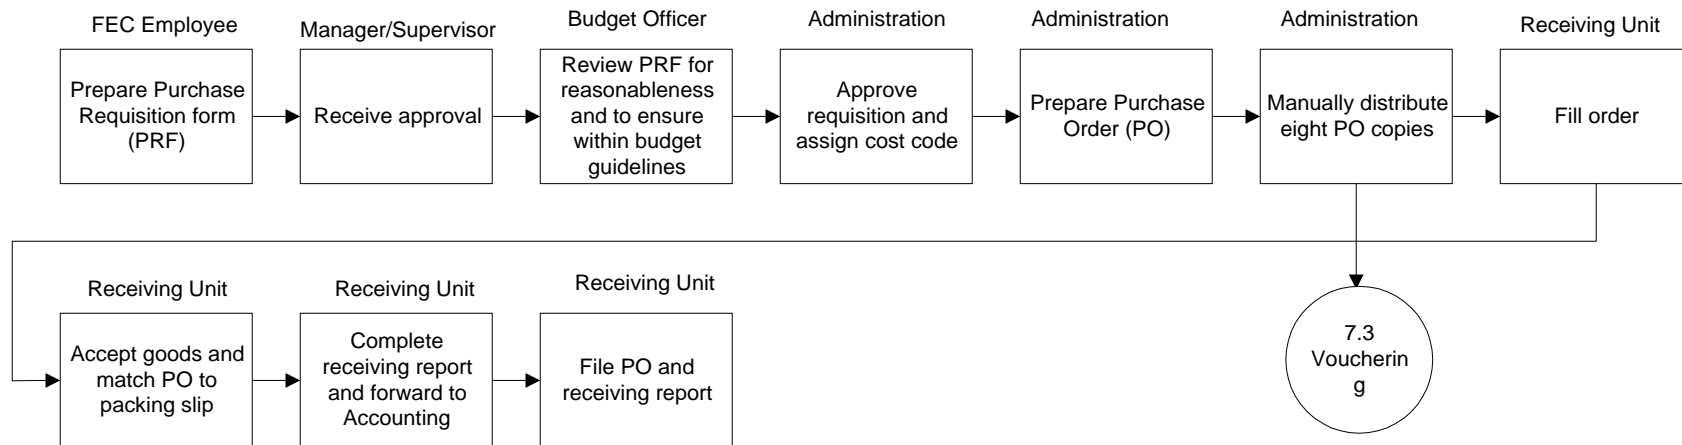 FEC Employee
Prepare Purchase
Requisition form
(PRF)
Manager/Supervisor
Receive approval
Budget Officer
Review PRF for
reasonableness
and to ensure
within budget
guidelines
Administration
Approve
requisition and
assign cost code
Administration
Prepare Purchase
Order (PO)
Administration
Manually distribute
eight PO copies
Receiving Unit
Fill order
Receiving Unit
Accept goods and
match PO to
packing slip
Receiving Unit
Complete
receiving report
and forward to
Accounting
Receiving Unit
File PO and
receiving report
7.3
Voucherin
g